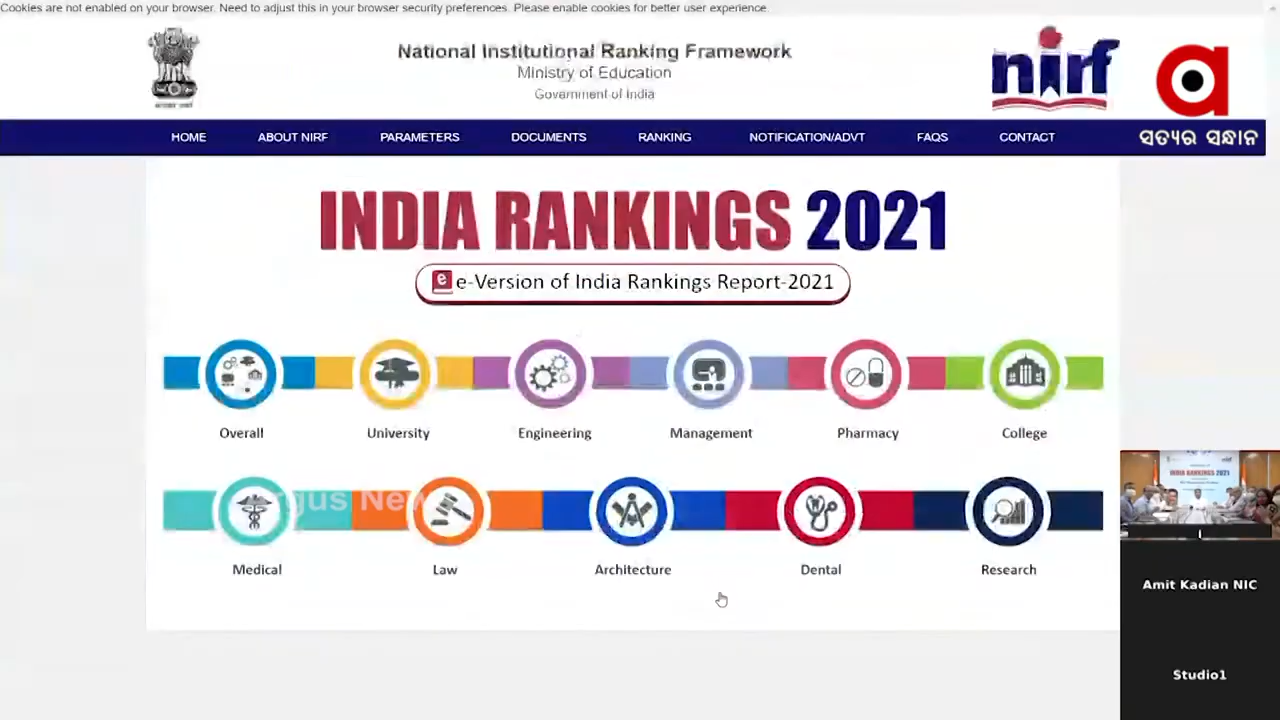 Cookies are not enabled on your browser. Need to adjust this in your browser security preferences. Please enable cookies for better user experience.
National Institutional Ranking Framework
Ministry of Education
Government of India
nirf
HOME ABOUT NIRF PARAMETERS DOCUMENTS RANKING NOTIFICATION/ADVT FAQS CONTACT
ସତ୍ୟର ସନ୍ଧାନ
INDIA RANKINGS 2021
e e-Version of India Rankings Report-2021
Overall University Engineering Management Pharmacy College
Medical Law Architecture Dental Research
INDIA RANKINGS 2021
Amit Kadian NIC
Studio1